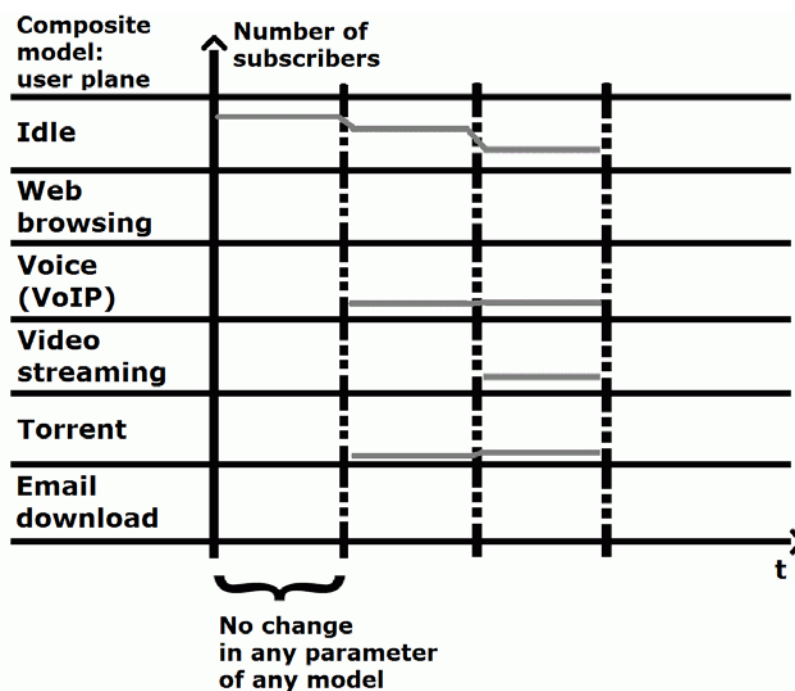 Composite
model:
user plane
Number of
subscribers
Idle
Web
browsing
Voice
(VoIP)
Video
streaming
Torrent
Email
download
t
No change
in any parameter
of any model